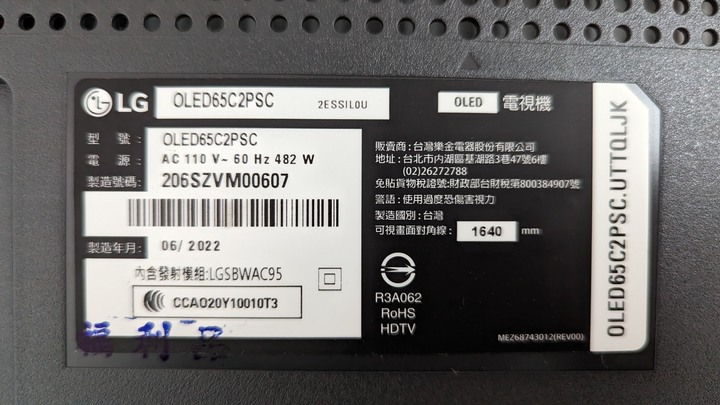 LG OLED65C2PSC 2ESSIL0U OLED 電視機
型 號: OLED65C2PSC
電 源: AC 110 V~ 60 Hz 482 W
製造號碼: 206SZVM00607
製造年月: 06/ 2022
內含發射模組:LGSBWAC95
CCAO20Y10010T3
福利品
販賣商: 台灣樂金電器股份有限公司
地址: 台北市內湖區基湖路3巷47號6樓
(02)26272788
免貼貨物稅證號:財政部台財稅第800384907號
警語: 使用過度恐傷害視力
製造國別: 台灣
可視畫面對角線: 1640 mm
R3A062
RoHS
HDTV
MEZ68743012(REV00)
OLED65C2PSC.UTTQLJK